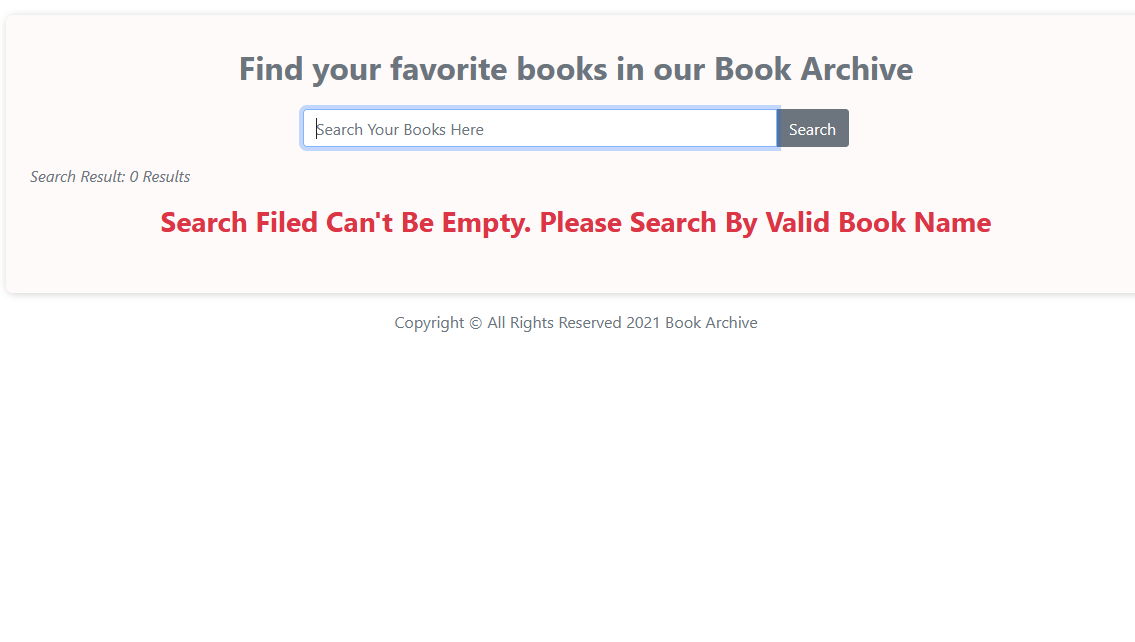 Find your favorite books in our Book Archive
Search Your Books Here
Search
Search Result: 0 Results
Search Filed Can't Be Empty. Please Search By Valid Book Name
Copyright © All Rights Reserved 2021 Book Archive